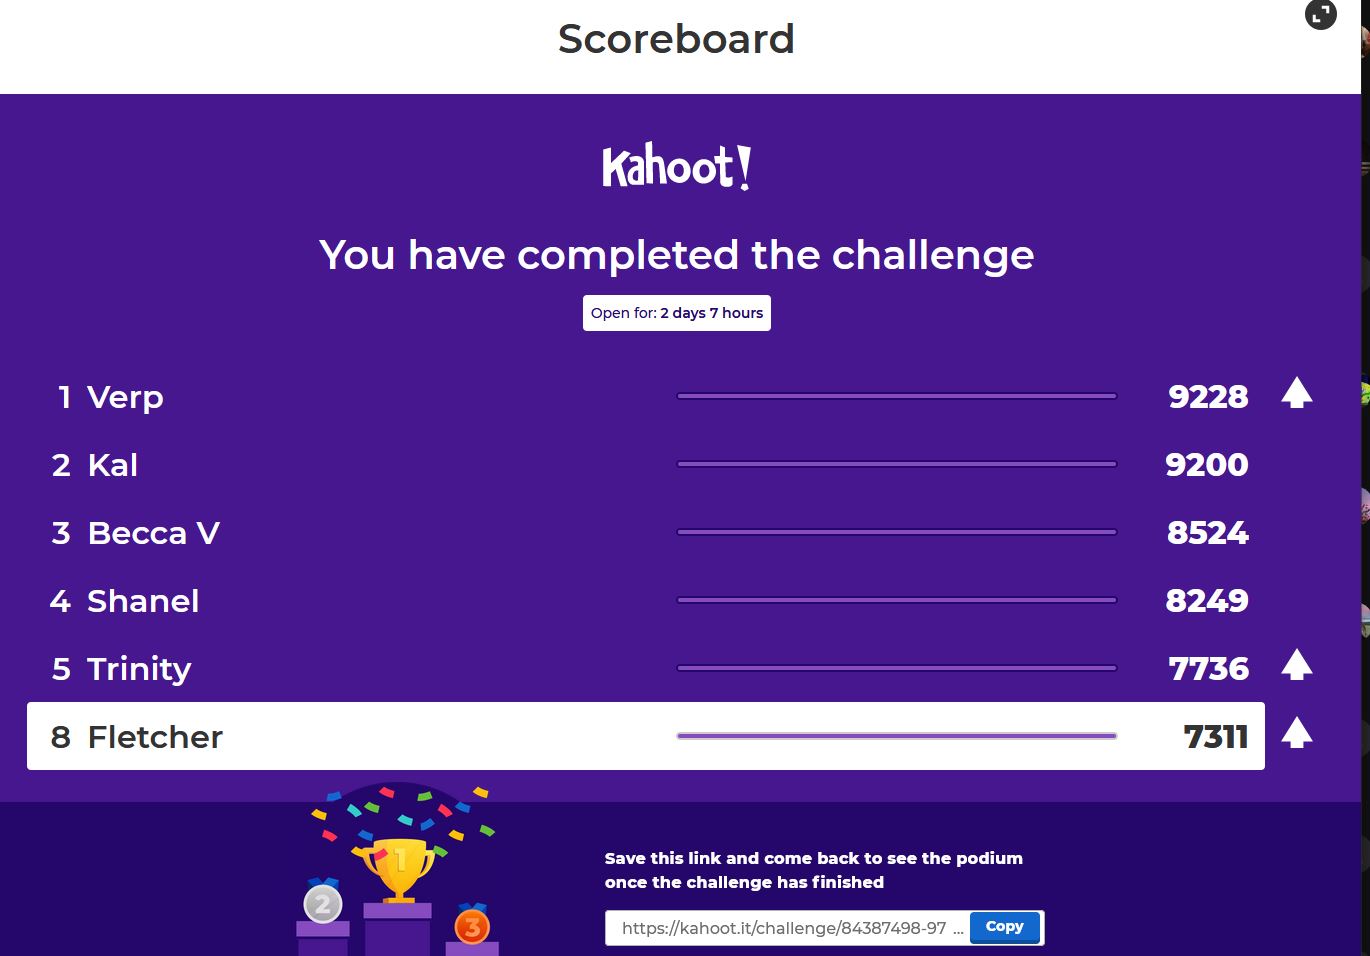 Scoreboard
Kahoot!
You have completed the challenge
Open for: 2 days 7 hours
1 Verp 9228
2 Kal 9200
3 Becca V 8524
4 Shanel 8249
5 Trinity 7736
8 Fletcher 7311
1
2
3
Save this link and come back to see the podium
once the challenge has finished
https://kahoot.it/challenge/84387498-97 ... Copy